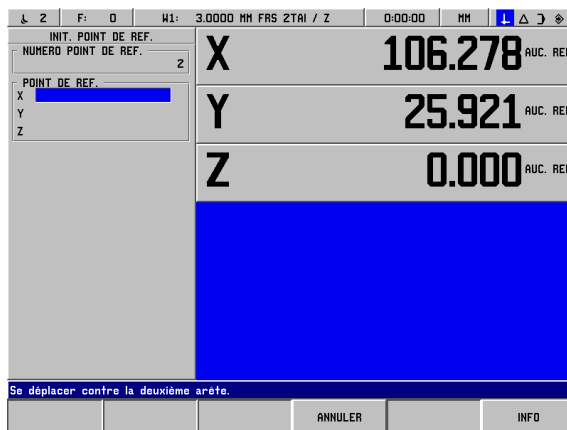 2 F: 0 W1: 3.0000 MM FRS 2TAI / Z 0:00:00 MM
INIT. POINT DE REF.
NUMERO POINT DE REF.
2
POINT DE REF.
X
Y
Z
X 106.278 AUC. REF
Y 25.921 AUC. REF
Z 0.000 AUC. REF
Se déplacer contre la deuxième arête.
ANNULER INFO